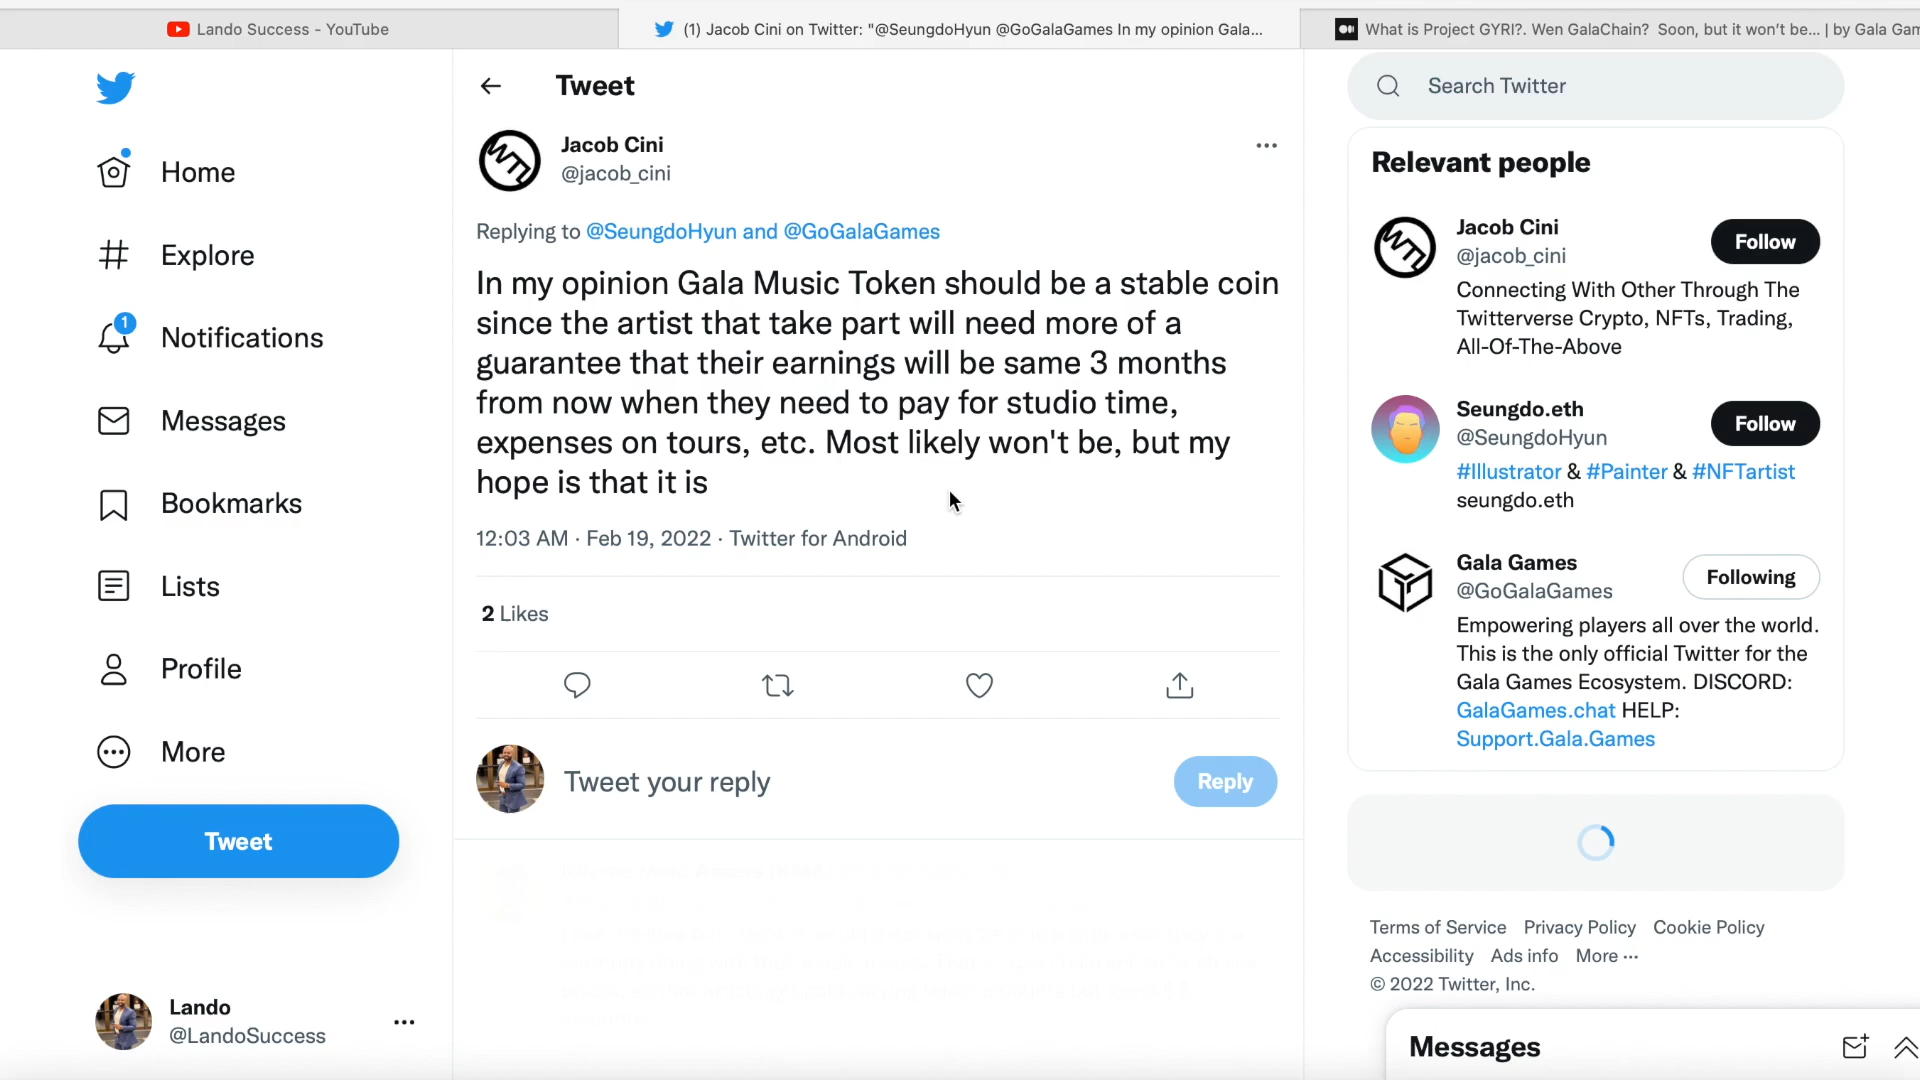 Lando Success - YouTube
(1) Jacob Cini on Twitter: "@SeungdoHyun @GoGalaGames In my opinion Gala...
What is Project GYRI?. Wen GalaChain? Soon, but it won't be... | by Gala Gam
Home
Explore
1
Notifications
Messages
Bookmarks
Lists
Profile
More
Tweet
Lando
@LandoSuccess
Tweet
Jacob Cini
@jacob_cini
Replying to @SeungdoHyun and @GoGalaGames
In my opinion Gala Music Token should be a stable coin
since the artist that take part will need more of a
guarantee that their earnings will be same 3 months
from now when they need to pay for studio time,
expenses on tours, etc. Most likely won't be, but my
hope is that it is
12:03 AM · Feb 19, 2022 · Twitter for Android
2 Likes
Tweet your reply
Reply
Search Twitter
Relevant people
Jacob Cini
@jacob_cini
Follow
Connecting With Other Through The
Twitterverse Crypto, NFTs, Trading,
All-Of-The-Above
Seungdo.eth
@SeungdoHyun
Follow
#Illustrator & #Painter & #NFTartist
seungdo.eth
Gala Games
@GoGalaGames
Following
Empowering players all over the world.
This is the only official Twitter for the
Gala Games Ecosystem. DISCORD:
GalaGames.chat HELP:
Support.Gala.Games
Terms of Service Privacy Policy Cookie Policy
Accessibility Ads info More ···
© 2022 Twitter, Inc.
Messages